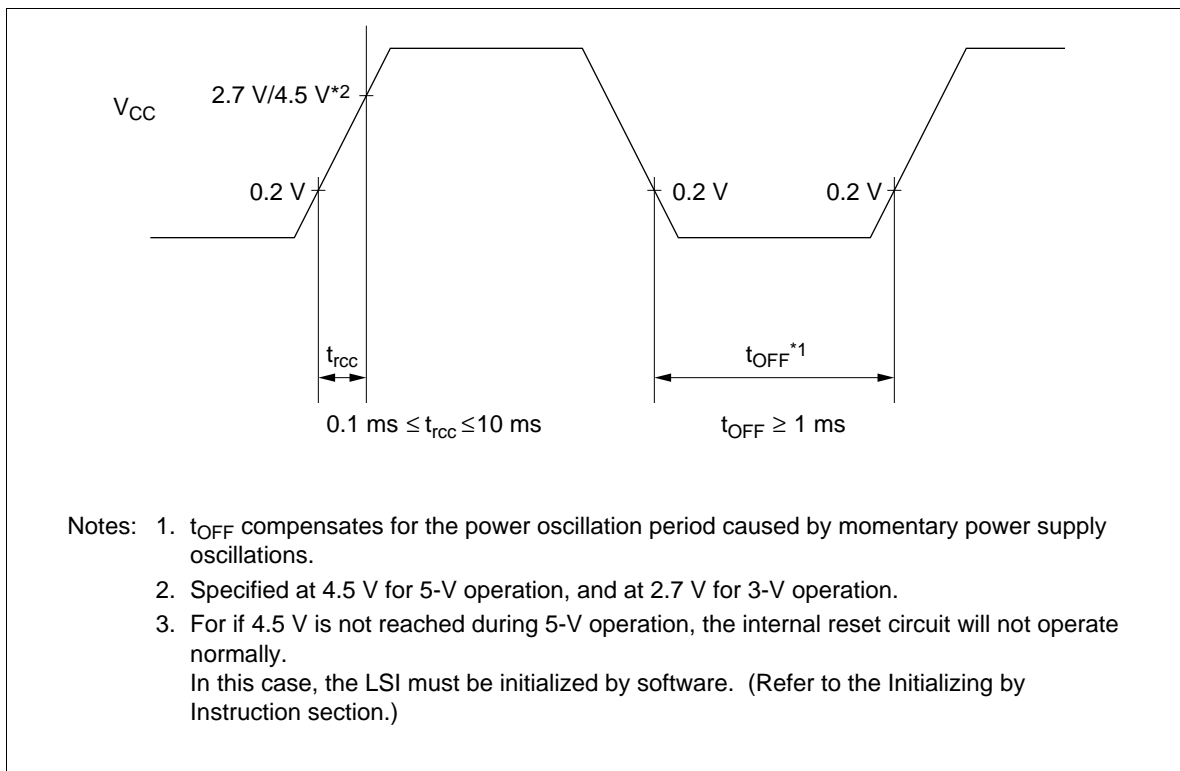 2.7 V/4.5 V*2
VCC
0.2 V
0.2 V
0.2 V
trcc
tOFF*1
0.1 ms ≤ trcc ≤10 ms
tOFF ≥ 1 ms
Notes: 1. tOFF compensates for the power oscillation period caused by momentary power supply
oscillations.
2. Specified at 4.5 V for 5-V operation, and at 2.7 V for 3-V operation.
3. For if 4.5 V is not reached during 5-V operation, the internal reset circuit will not operate
normally.
In this case, the LSI must be initialized by software. (Refer to the Initializing by
Instruction section.)